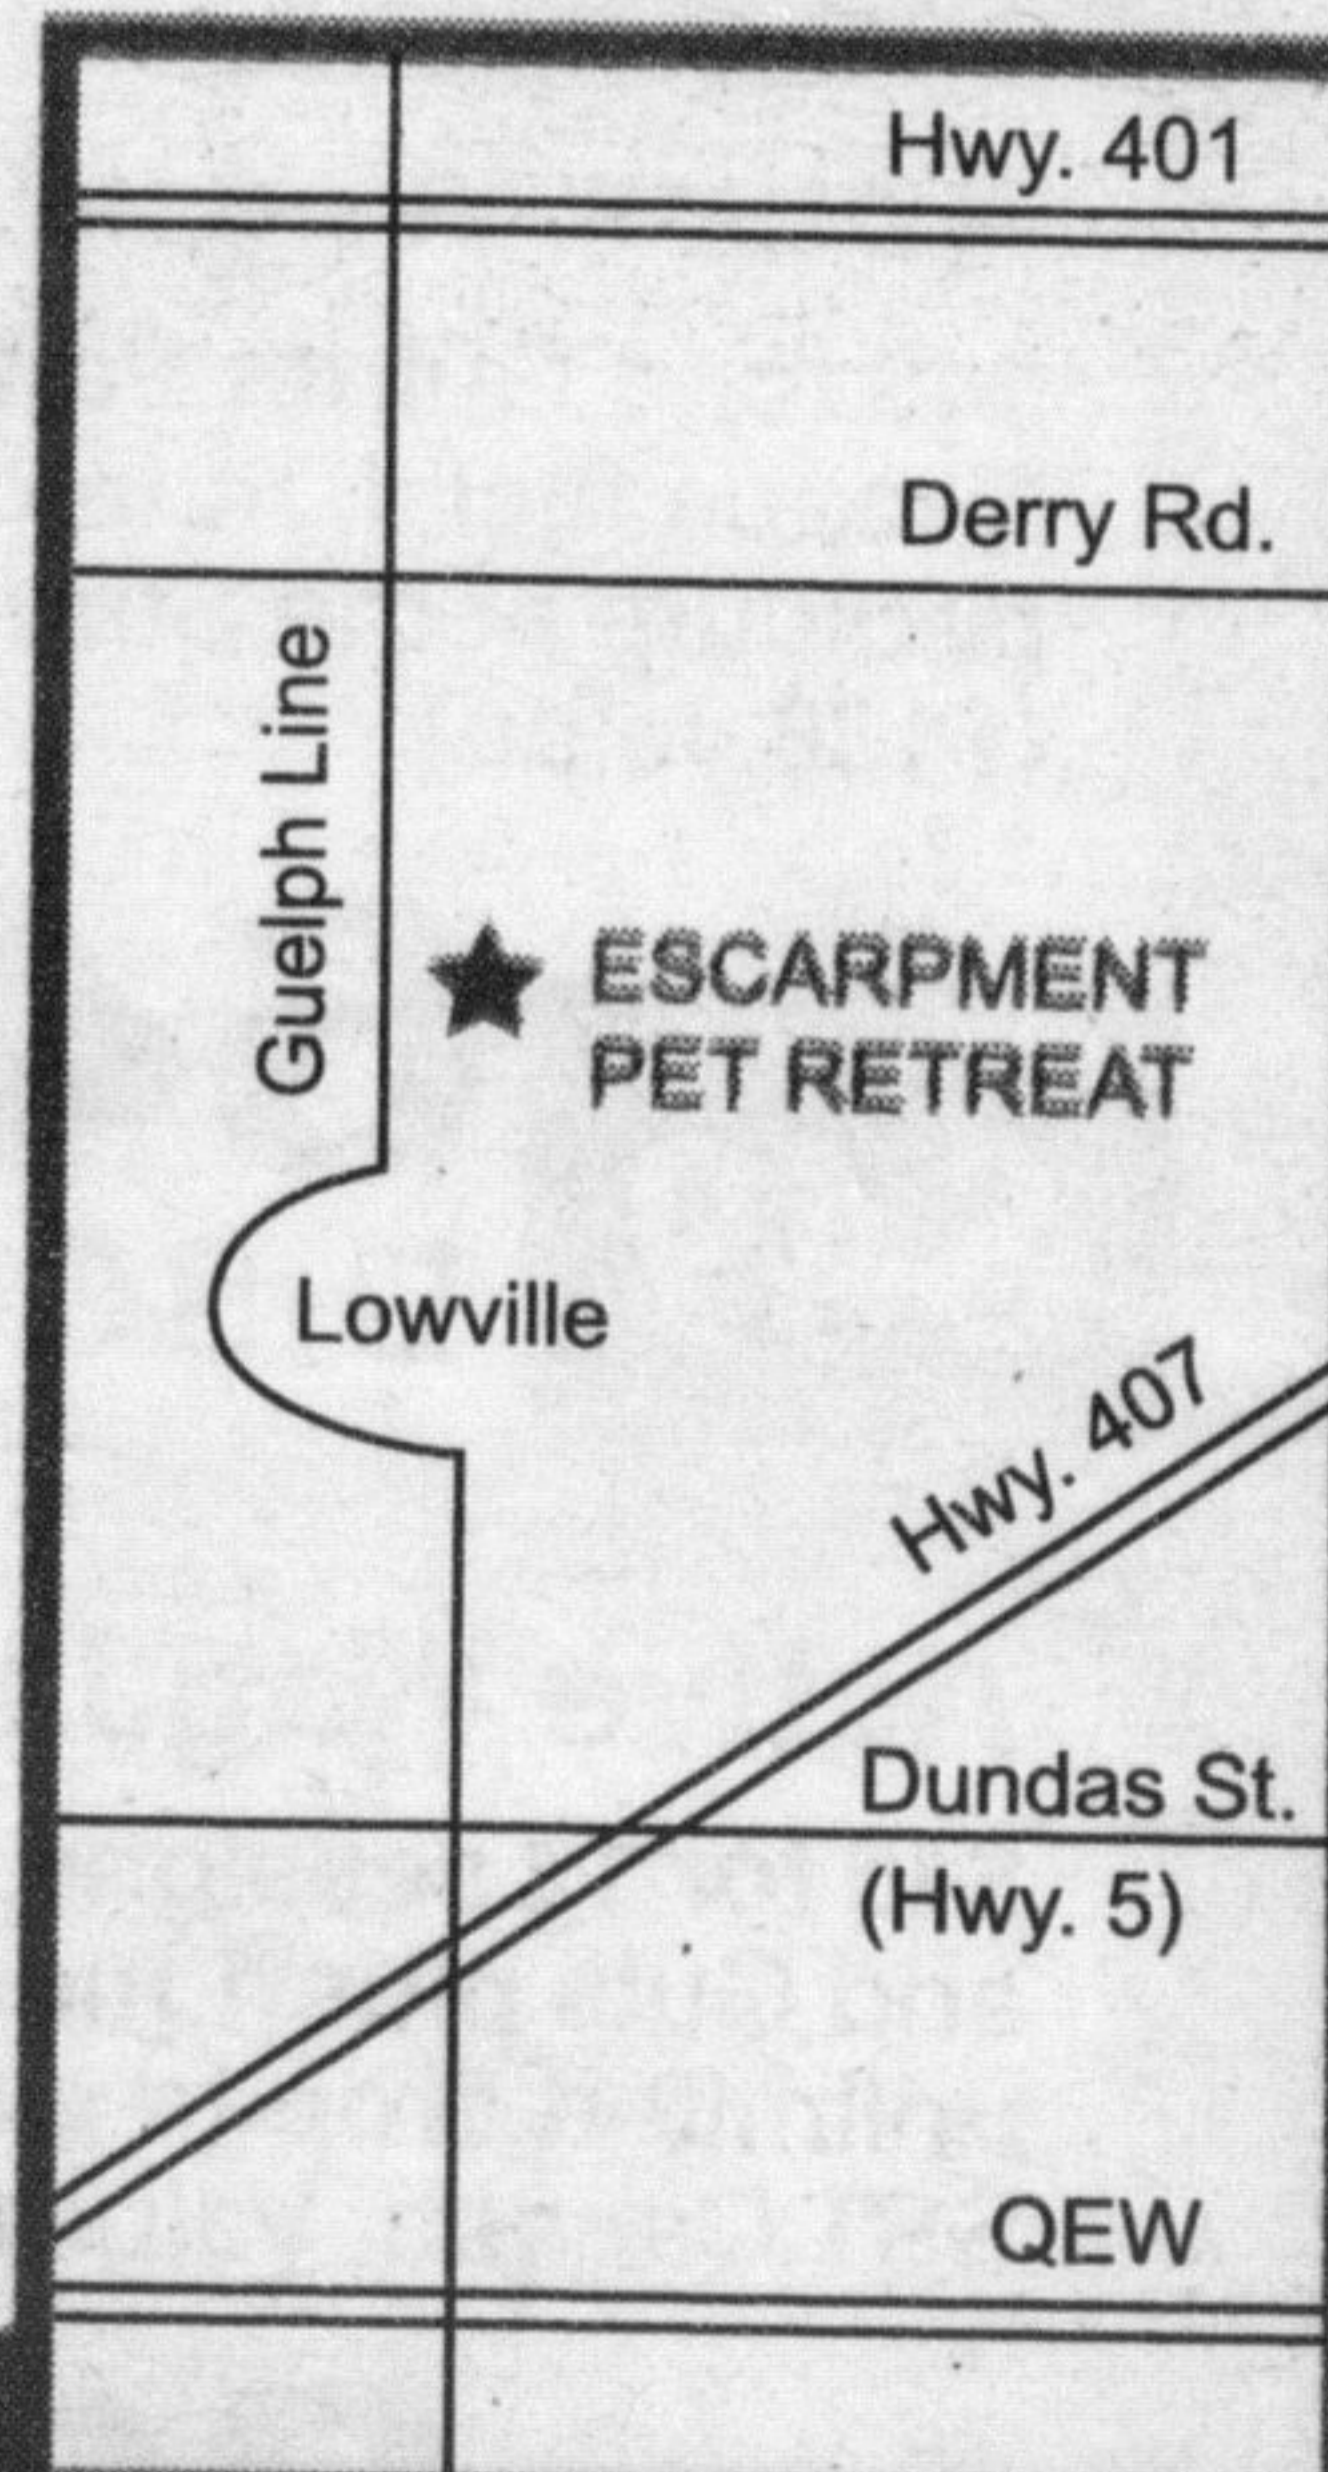 Hwy. 401
Derry Rd.
Guelph Line
ESCARPMENT
PET RETREAT
Lowville
Hwy. 407
Dundas St.
(Hwy. 5)
QEW